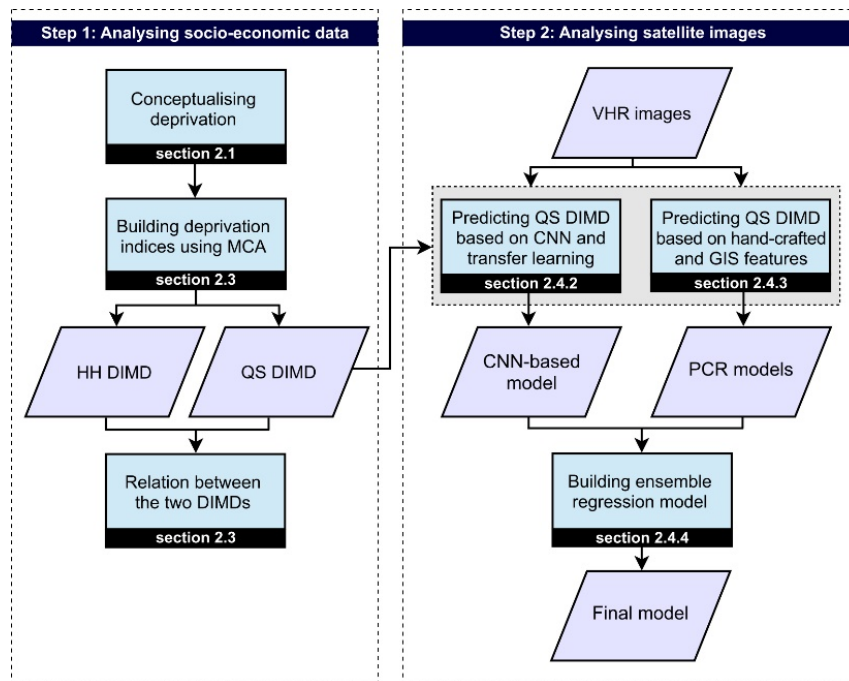 Step 1: Analysing socio-economic data
Conceptualising
deprivation
section 2.1
Building deprivation
indices using MCA
section 2.3
HH DIMD
QS DIMD
Relation between
the two DIMDs
section 2.3
Step 2: Analysing satellite images
VHR images
Predicting QS DIMD
based on CNN and
transfer learning
section 2.4.2
Predicting QS DIMD
based on hand-crafted
and GIS features
section 2.4.3
CNN-based
model
PCR models
Building ensemble
regression model
section 2.4.4
Final model